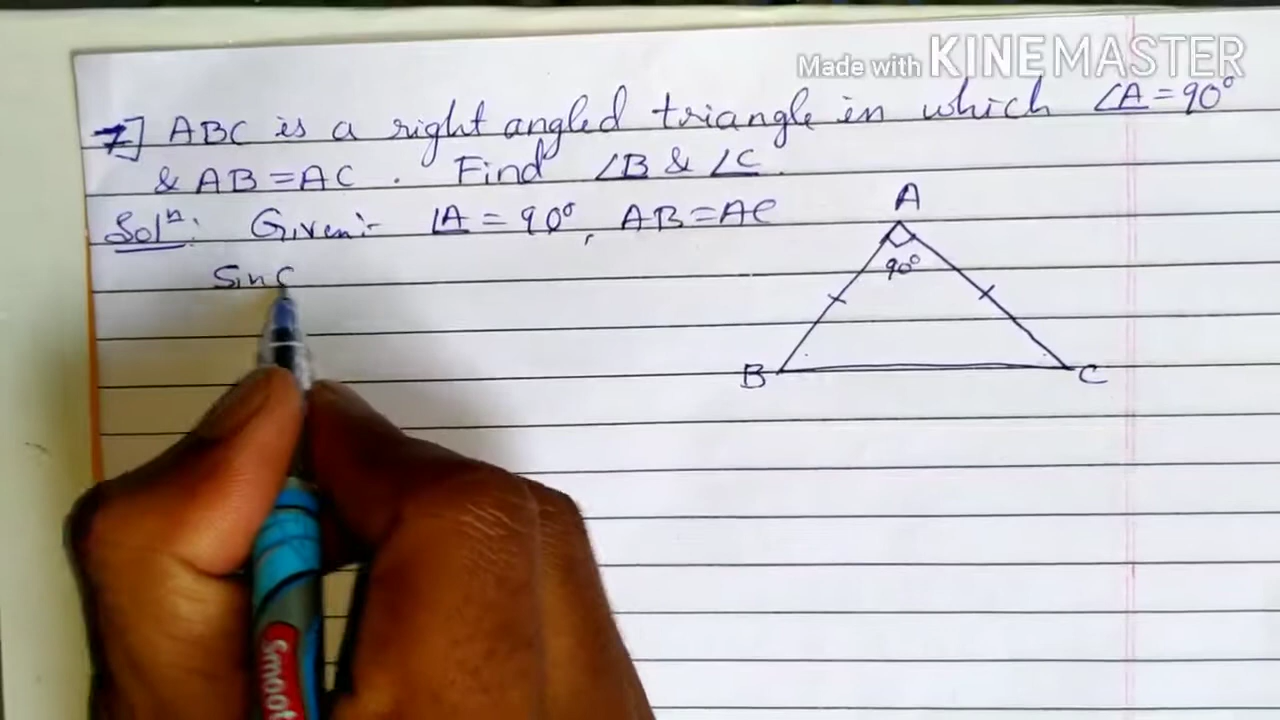 Made with KINEMASTER
7] ABC is a right angled triangle in which ∠A = 90°
& AB = AC . Find ∠B & ∠C .
Solⁿ: Given:- ∠A = 90°, AB = AC
A
Sinc
90°
B
C
Smoot